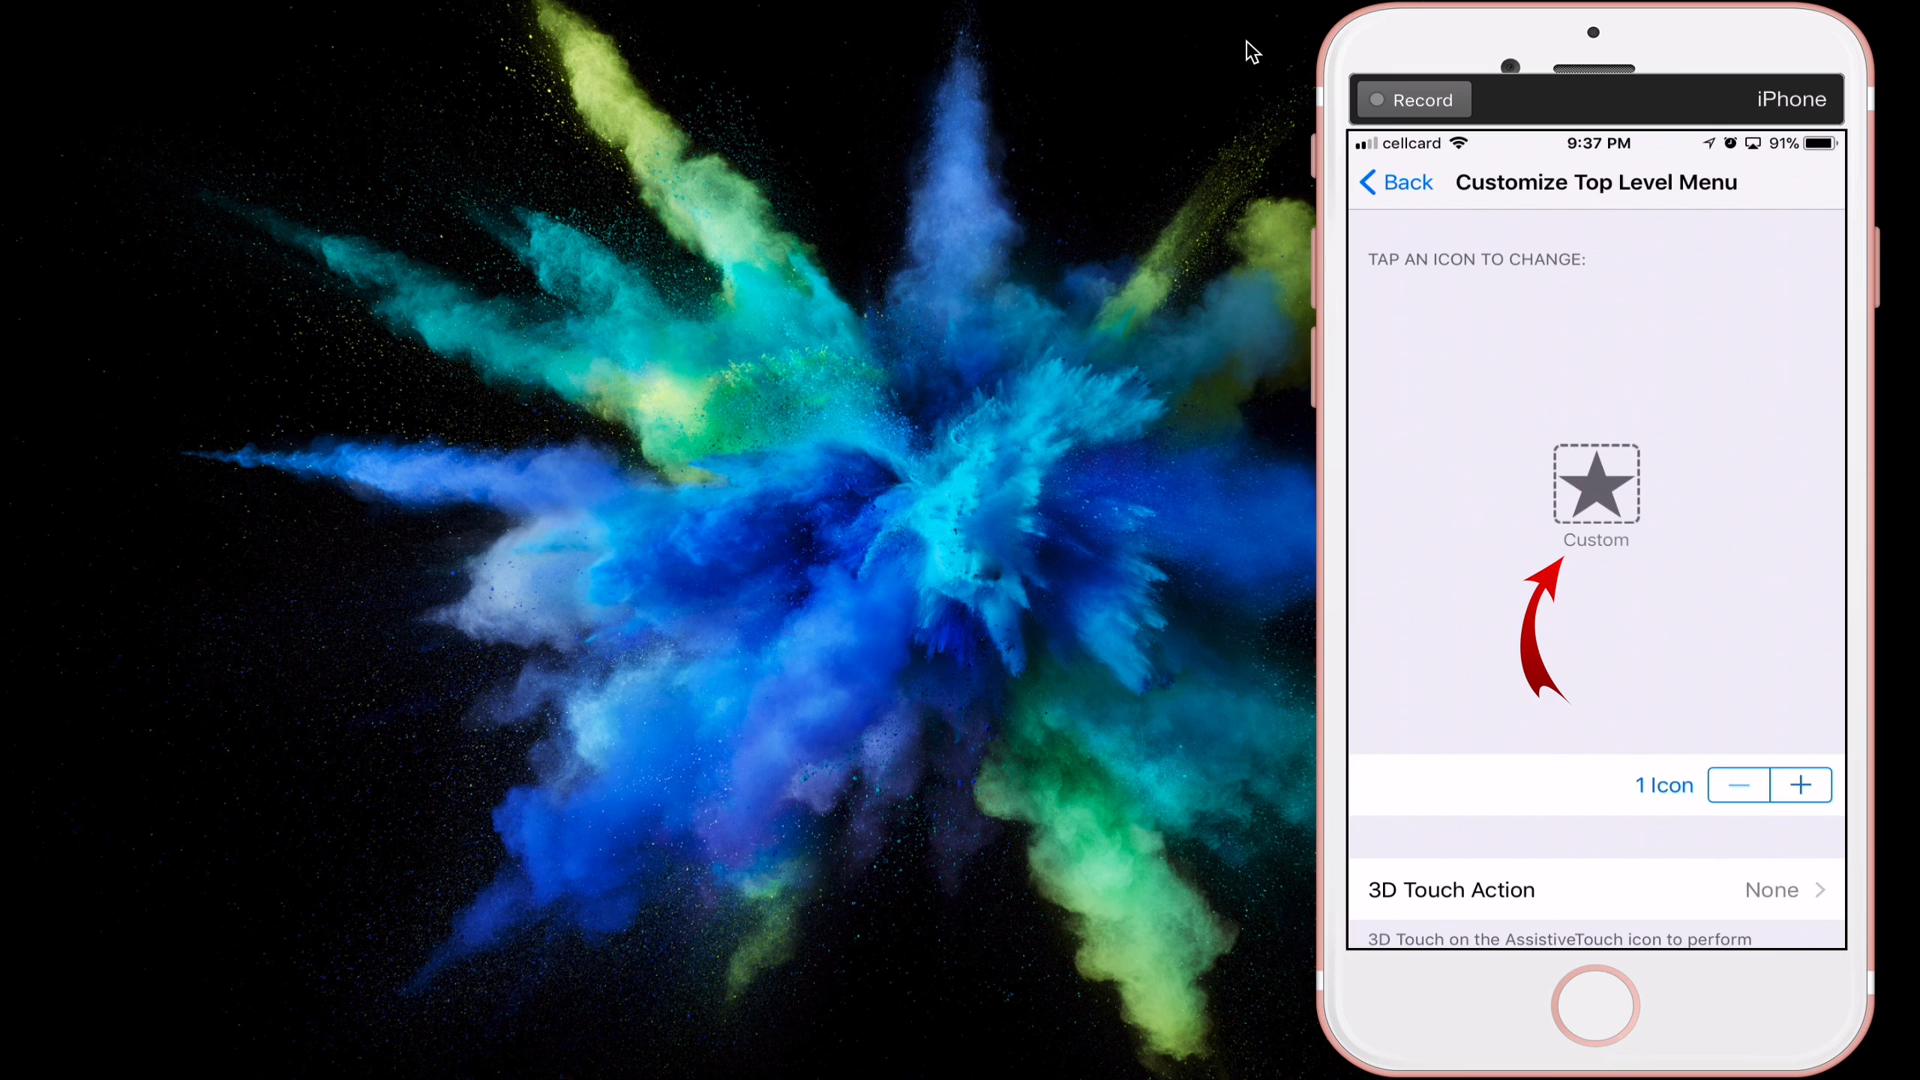 Record
iPhone
cellcard
9:37 PM
91%
Back
Customize Top Level Menu
TAP AN ICON TO CHANGE:
Custom
1 Icon
3D Touch Action
None
3D Touch on the AssistiveTouch icon to perform